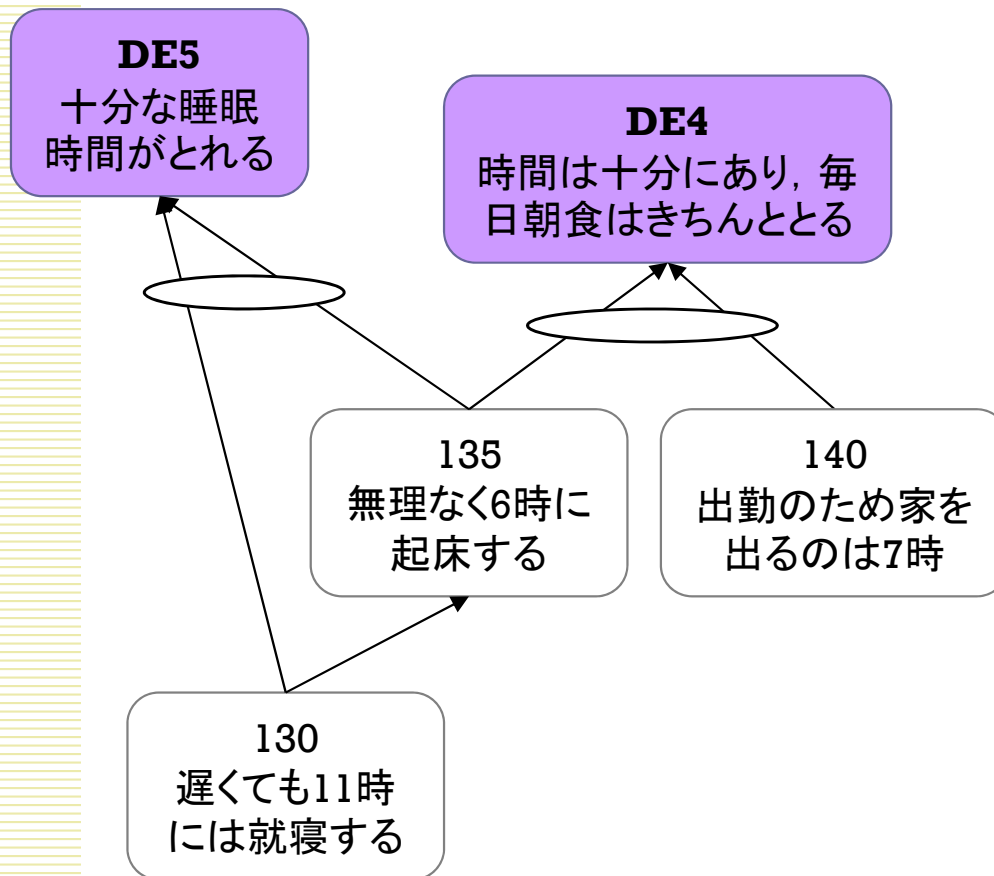 DE5
十分な睡眠
時間がとれる
DE4
時間は十分にあり, 毎
日朝食はきちんととる
135
無理なく6時に
起床する
140
出勤のため家を
出るのは7時
130
遅くても11時
には就寝する